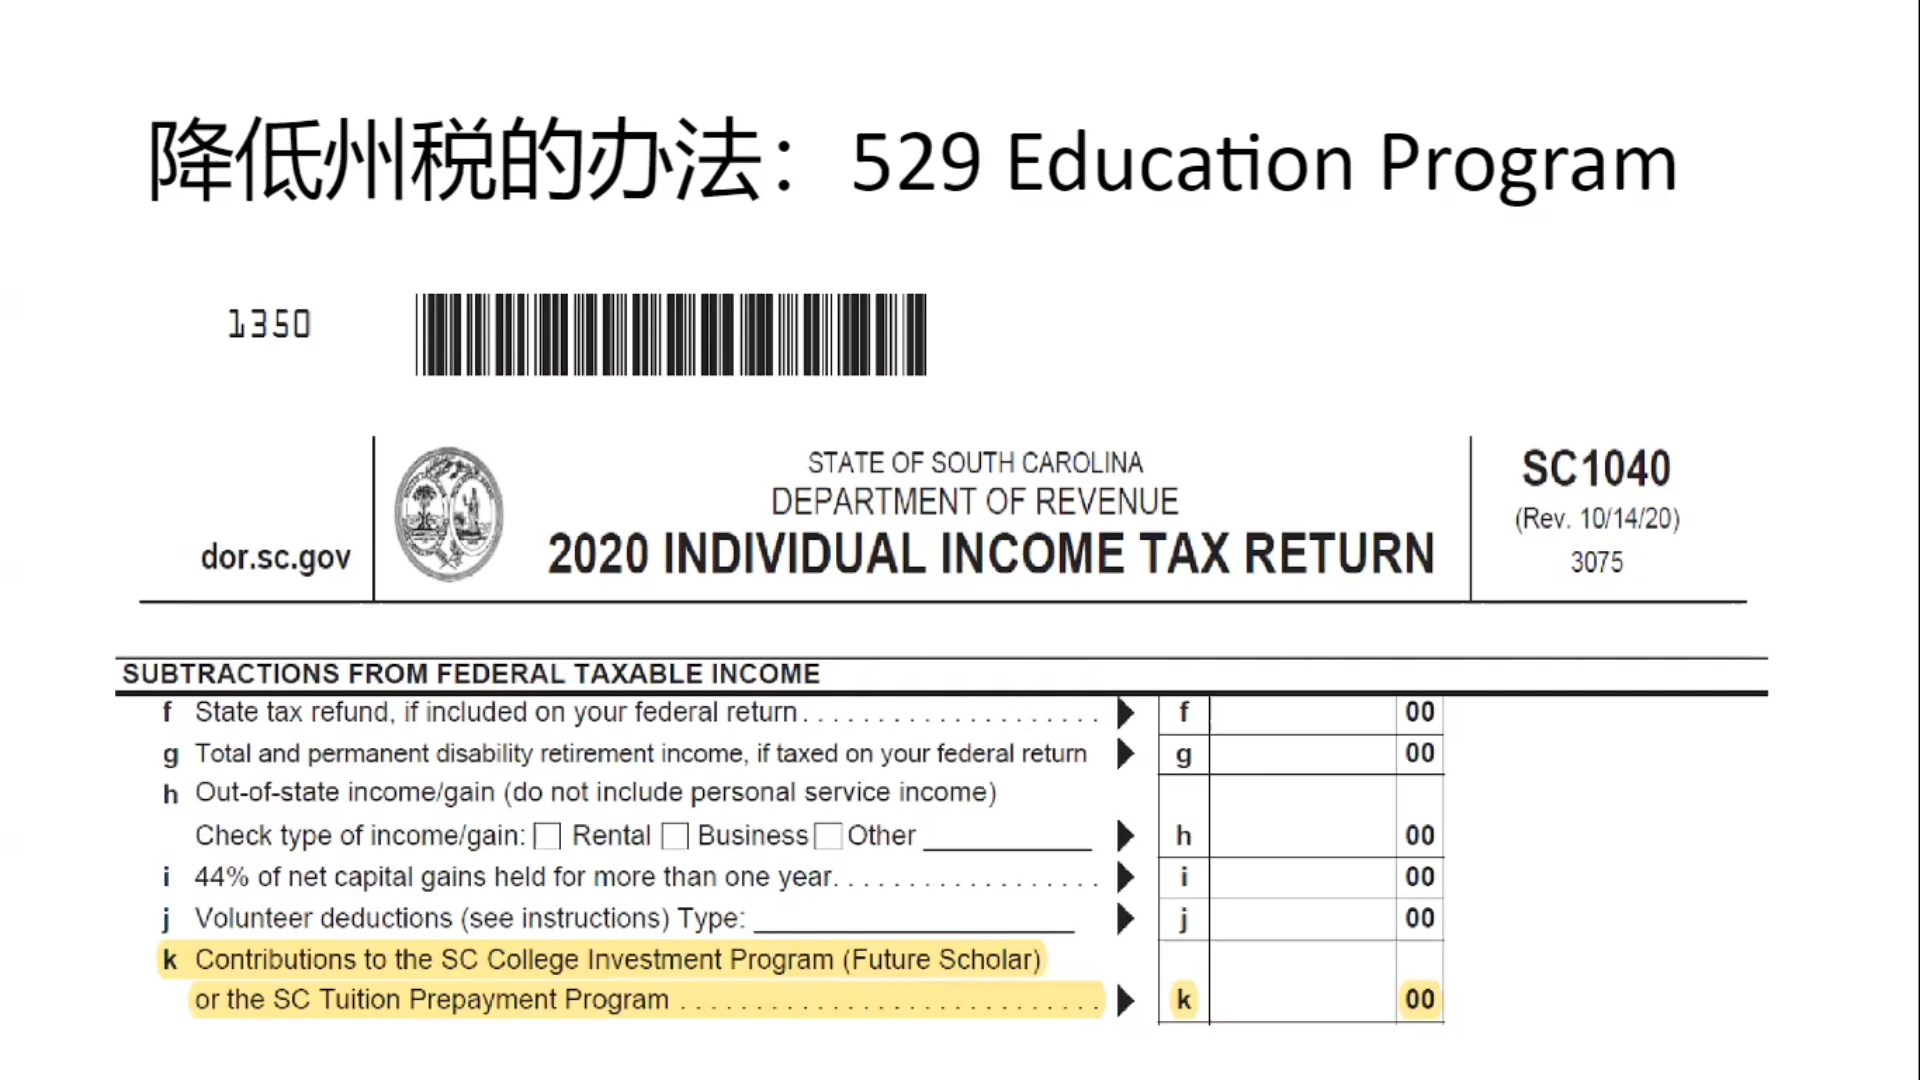 降低州税的办法：529 Education Program
1350
dor.sc.gov
STATE OF SOUTH CAROLINA
DEPARTMENT OF REVENUE
2020 INDIVIDUAL INCOME TAX RETURN
SC1040
(Rev. 10/14/20)
3075
SUBTRACTIONS FROM FEDERAL TAXABLE INCOME
f State tax refund, if included on your federal return . . . . . . . . . . . . . . . . . . . . . f 00
g Total and permanent disability retirement income, if taxed on your federal return g 00
h Out-of-state income/gain (do not include personal service income)
Check type of income/gain: Rental Business Other ____________ h 00
i 44% of net capital gains held for more than one year. . . . . . . . . . . . . . . . . . . i 00
j Volunteer deductions (see instructions) Type: ______________________ j 00
k Contributions to the SC College Investment Program (Future Scholar)
or the SC Tuition Prepayment Program . . . . . . . . . . . . . . . . . . . . . . . . . . . . . . k 00